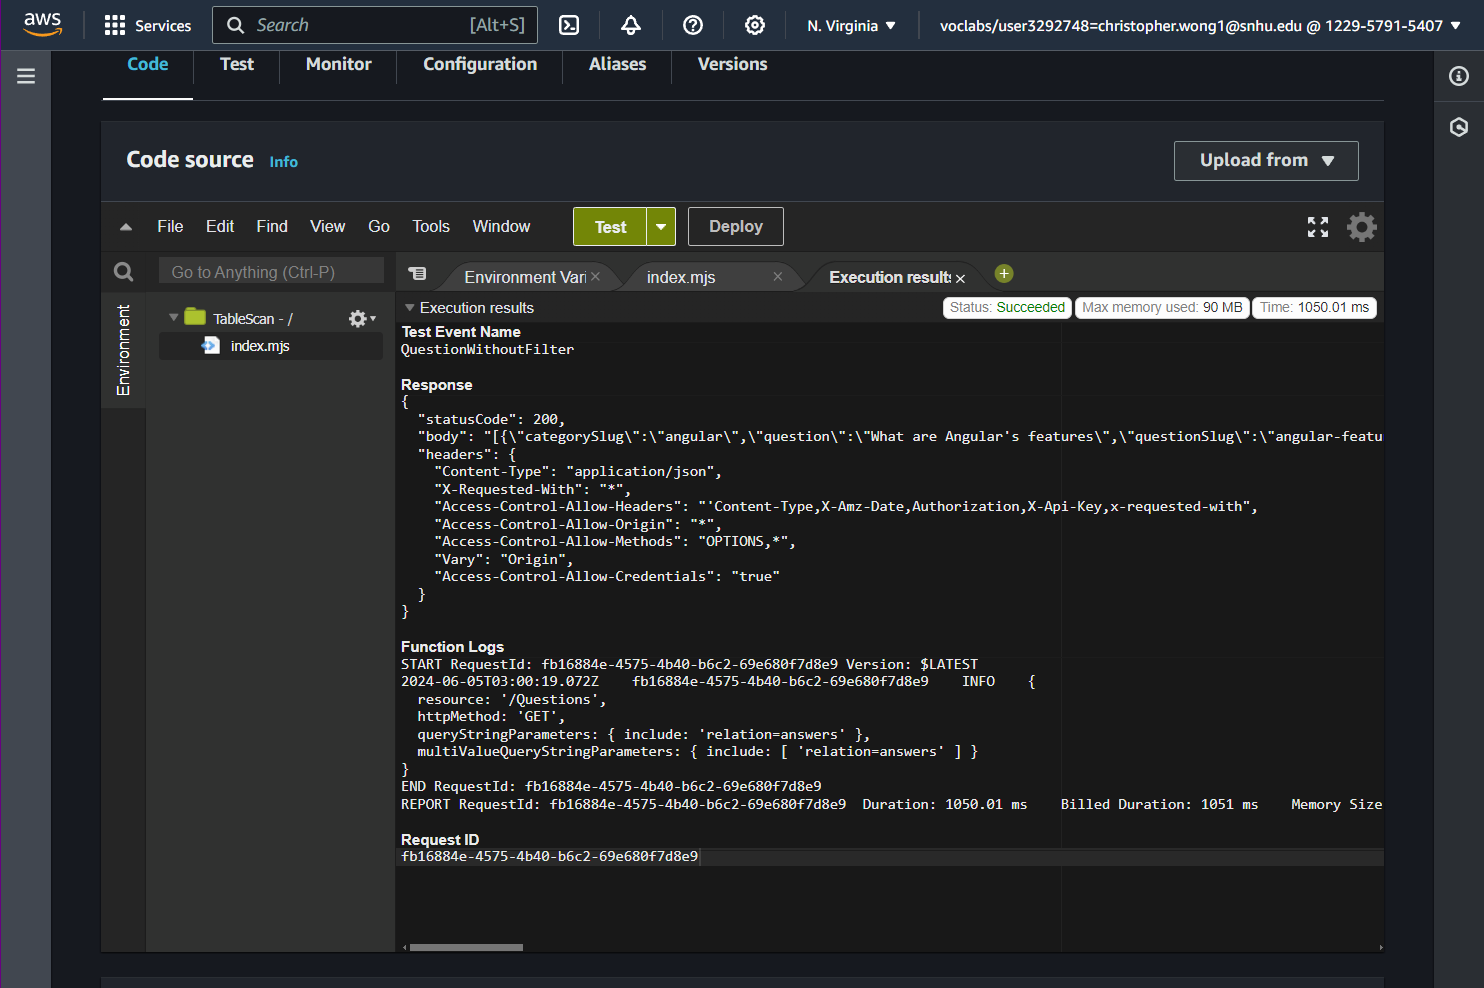 aws
Services
Search [Alt+S]
N. Virginia
voclabs/user3292748=christopher.wong1@snhu.edu @ 1229-5791-5407
Code Test Monitor Configuration Aliases Versions
Code source Info
Upload from
File Edit Find View Go Tools Window Test Deploy
Go to Anything (Ctrl-P)
Environment Vari index.mjs Execution results
Environment
TableScan - /
index.mjs
Execution results
Status: Succeeded Max memory used: 90 MB Time: 1050.01 ms
Test Event Name
QuestionWithoutFilter
Response
{
"statusCode": 200,
"body": "[{\"categorySlug\":\"angular\",\"question\":\"What are Angular's features\",\"questionSlug\":\"angular-featu
"headers": {
"Content-Type": "application/json",
"X-Requested-With": "*",
"Access-Control-Allow-Headers": "'Content-Type,X-Amz-Date,Authorization,X-Api-Key,x-requested-with",
"Access-Control-Allow-Origin": "*",
"Access-Control-Allow-Methods": "OPTIONS,*",
"Vary": "Origin",
"Access-Control-Allow-Credentials": "true"
}
}
Function Logs
START RequestId: fb16884e-4575-4b40-b6c2-69e680f7d8e9 Version: $LATEST
2024-06-05T03:00:19.072Z fb16884e-4575-4b40-b6c2-69e680f7d8e9 INFO {
resource: '/Questions',
httpMethod: 'GET',
queryStringParameters: { include: 'relation=answers' },
multiValueQueryStringParameters: { include: [ 'relation=answers' ] }
}
END RequestId: fb16884e-4575-4b40-b6c2-69e680f7d8e9
REPORT RequestId: fb16884e-4575-4b40-b6c2-69e680f7d8e9 Duration: 1050.01 ms Billed Duration: 1051 ms Memory Size
Request ID
fb16884e-4575-4b40-b6c2-69e680f7d8e9